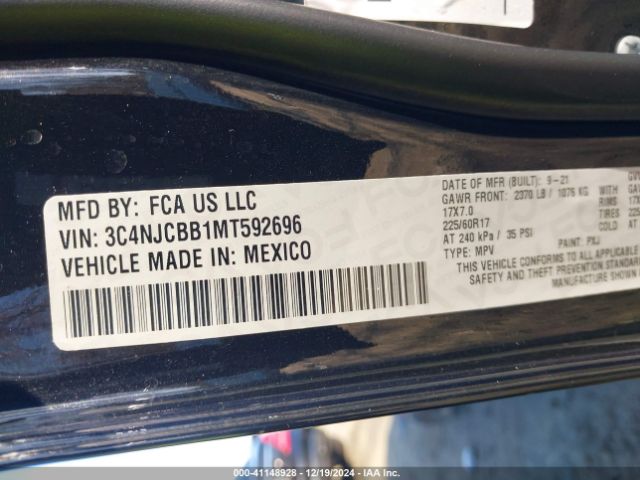 MFD BY: FCA US LLC
VIN: 3C4NJCBB1MT592696
VEHICLE MADE IN: MEXICO
DATE OF MFR (BUILT): 9-21
GAWR FRONT: 2370 LB / 1075 KG WITH
17X7.0 RIMS 17X
225/60R17 TIRES
AT 240 kPa / 35 PSI COLD AT
PAINT: PXJ
TYPE: MPV
THIS VEHICLE CONFORMS TO ALL APPLICABLE
SAFETY AND THEFT PREVENTION STANDAR
MANUFACTURE SHOWN
000-41148928 - 12/19/2024 - IAA Inc.